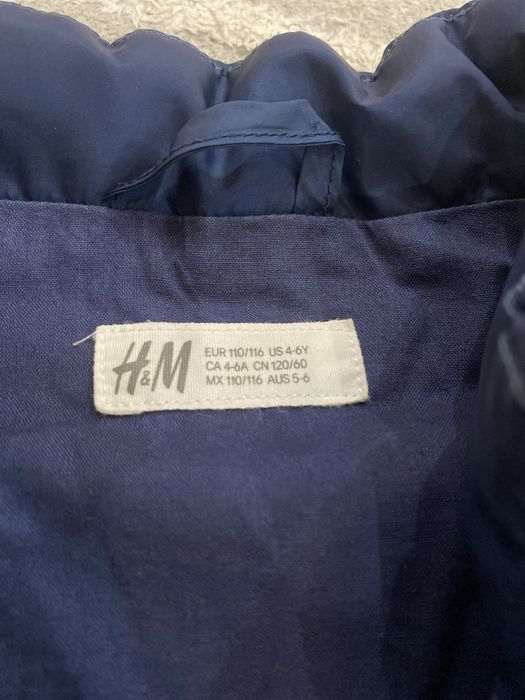 H&M
EUR 110/116 US 4-6Y
CA 4-6A CN 120/60
MX 110/116 AUS 5-6